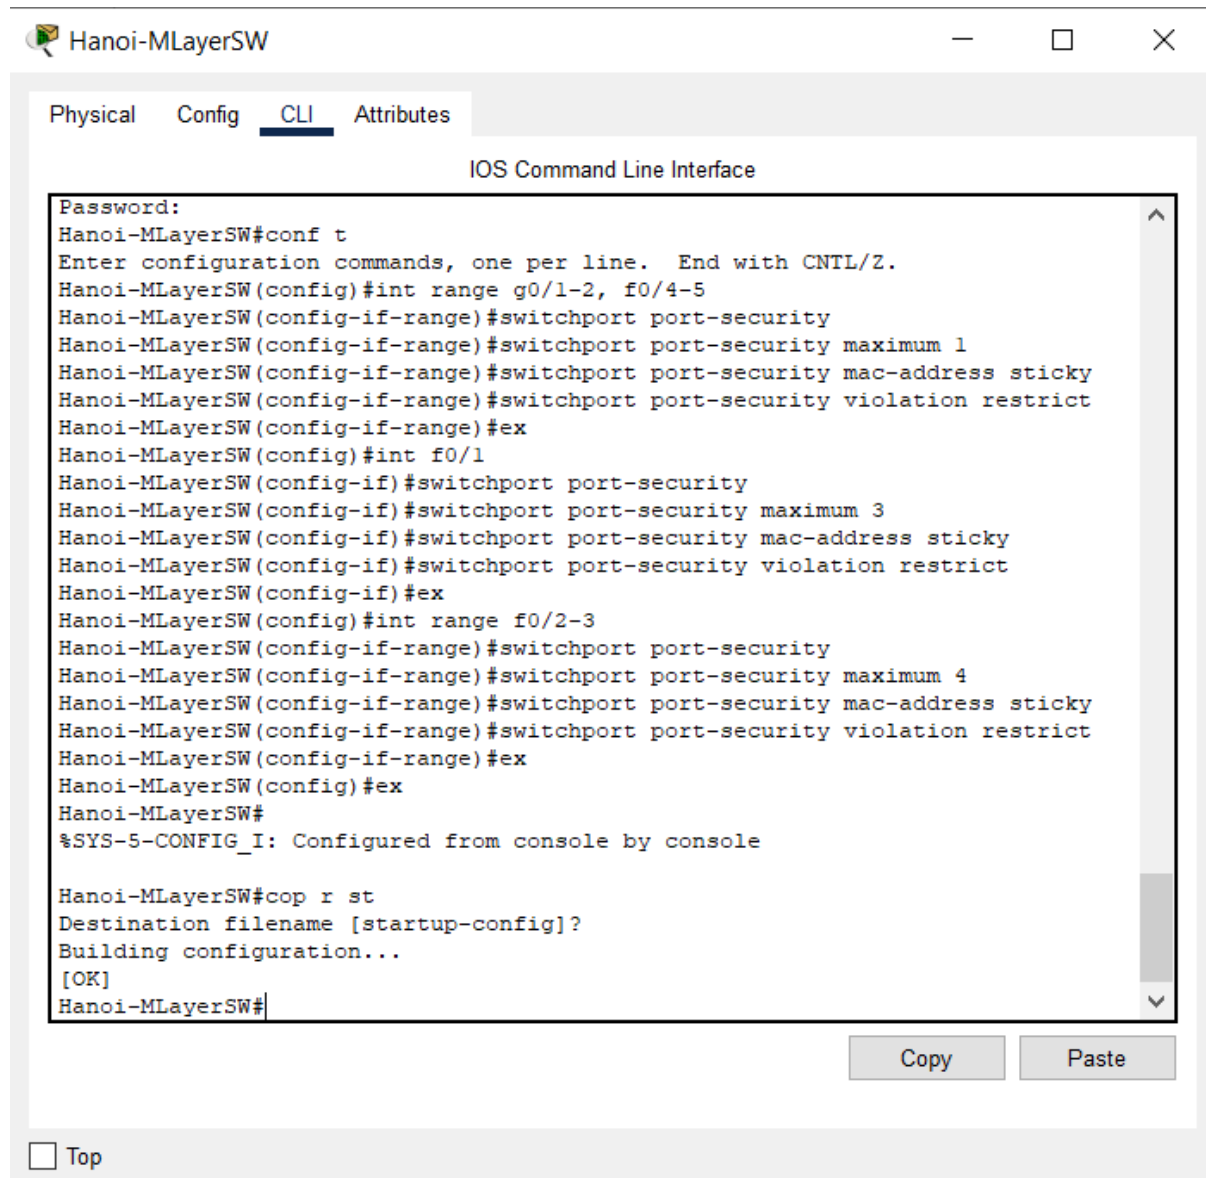 Hanoi-MLayerSW
Physical Config CLI Attributes
IOS Command Line Interface
Password:
Hanoi-MLayerSW#conf t
Enter configuration commands, one per line.  End with CNTL/Z.
Hanoi-MLayerSW(config)#int range g0/1-2, f0/4-5
Hanoi-MLayerSW(config-if-range)#switchport port-security
Hanoi-MLayerSW(config-if-range)#switchport port-security maximum 1
Hanoi-MLayerSW(config-if-range)#switchport port-security mac-address sticky
Hanoi-MLayerSW(config-if-range)#switchport port-security violation restrict
Hanoi-MLayerSW(config-if-range)#ex
Hanoi-MLayerSW(config)#int f0/1
Hanoi-MLayerSW(config-if)#switchport port-security
Hanoi-MLayerSW(config-if)#switchport port-security maximum 3
Hanoi-MLayerSW(config-if)#switchport port-security mac-address sticky
Hanoi-MLayerSW(config-if)#switchport port-security violation restrict
Hanoi-MLayerSW(config-if)#ex
Hanoi-MLayerSW(config)#int range f0/2-3
Hanoi-MLayerSW(config-if-range)#switchport port-security
Hanoi-MLayerSW(config-if-range)#switchport port-security maximum 4
Hanoi-MLayerSW(config-if-range)#switchport port-security mac-address sticky
Hanoi-MLayerSW(config-if-range)#switchport port-security violation restrict
Hanoi-MLayerSW(config-if-range)#ex
Hanoi-MLayerSW(config)#ex
Hanoi-MLayerSW#
%SYS-5-CONFIG_I: Configured from console by console
Hanoi-MLayerSW#cop r st
Destination filename [startup-config]?
Building configuration...
[OK]
Hanoi-MLayerSW#
Copy Paste
Top